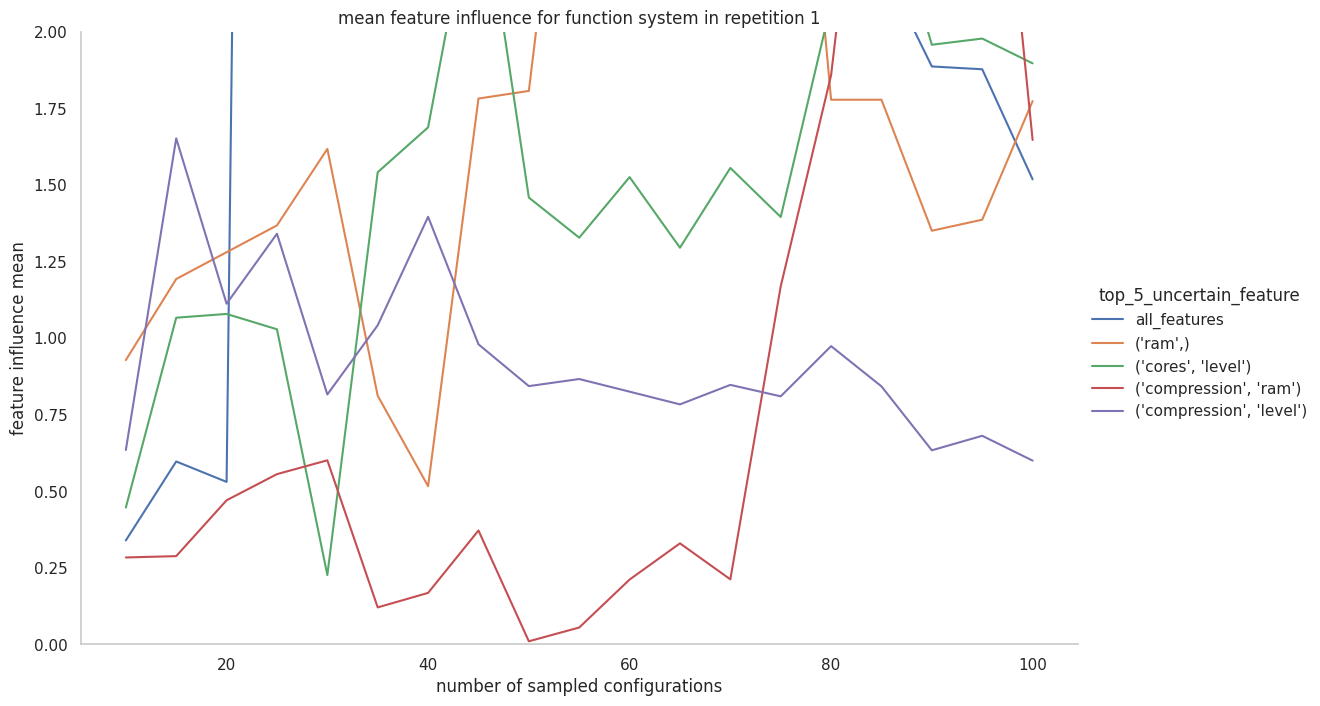 mean feature influence for function system in repetition 1
2.00
1.75
1.50
1.25
1.00
0.75
0.50
0.25
0.00
feature influence mean
20
40
60
80
100
number of sampled configurations
top_5_uncertain_feature
all_features
('ram',)
('cores', 'level')
('compression', 'ram')
('compression', 'level')